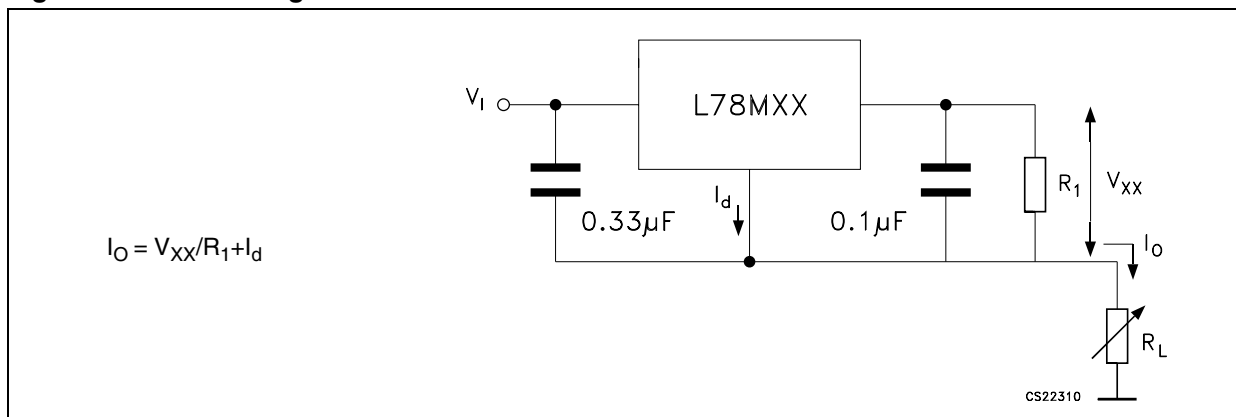 V_I
L78MXX
I_d
0.33µF
0.1µF
R_1
V_XX
I_O
I_O = V_XX/R_1+I_d
R_L
CS22310